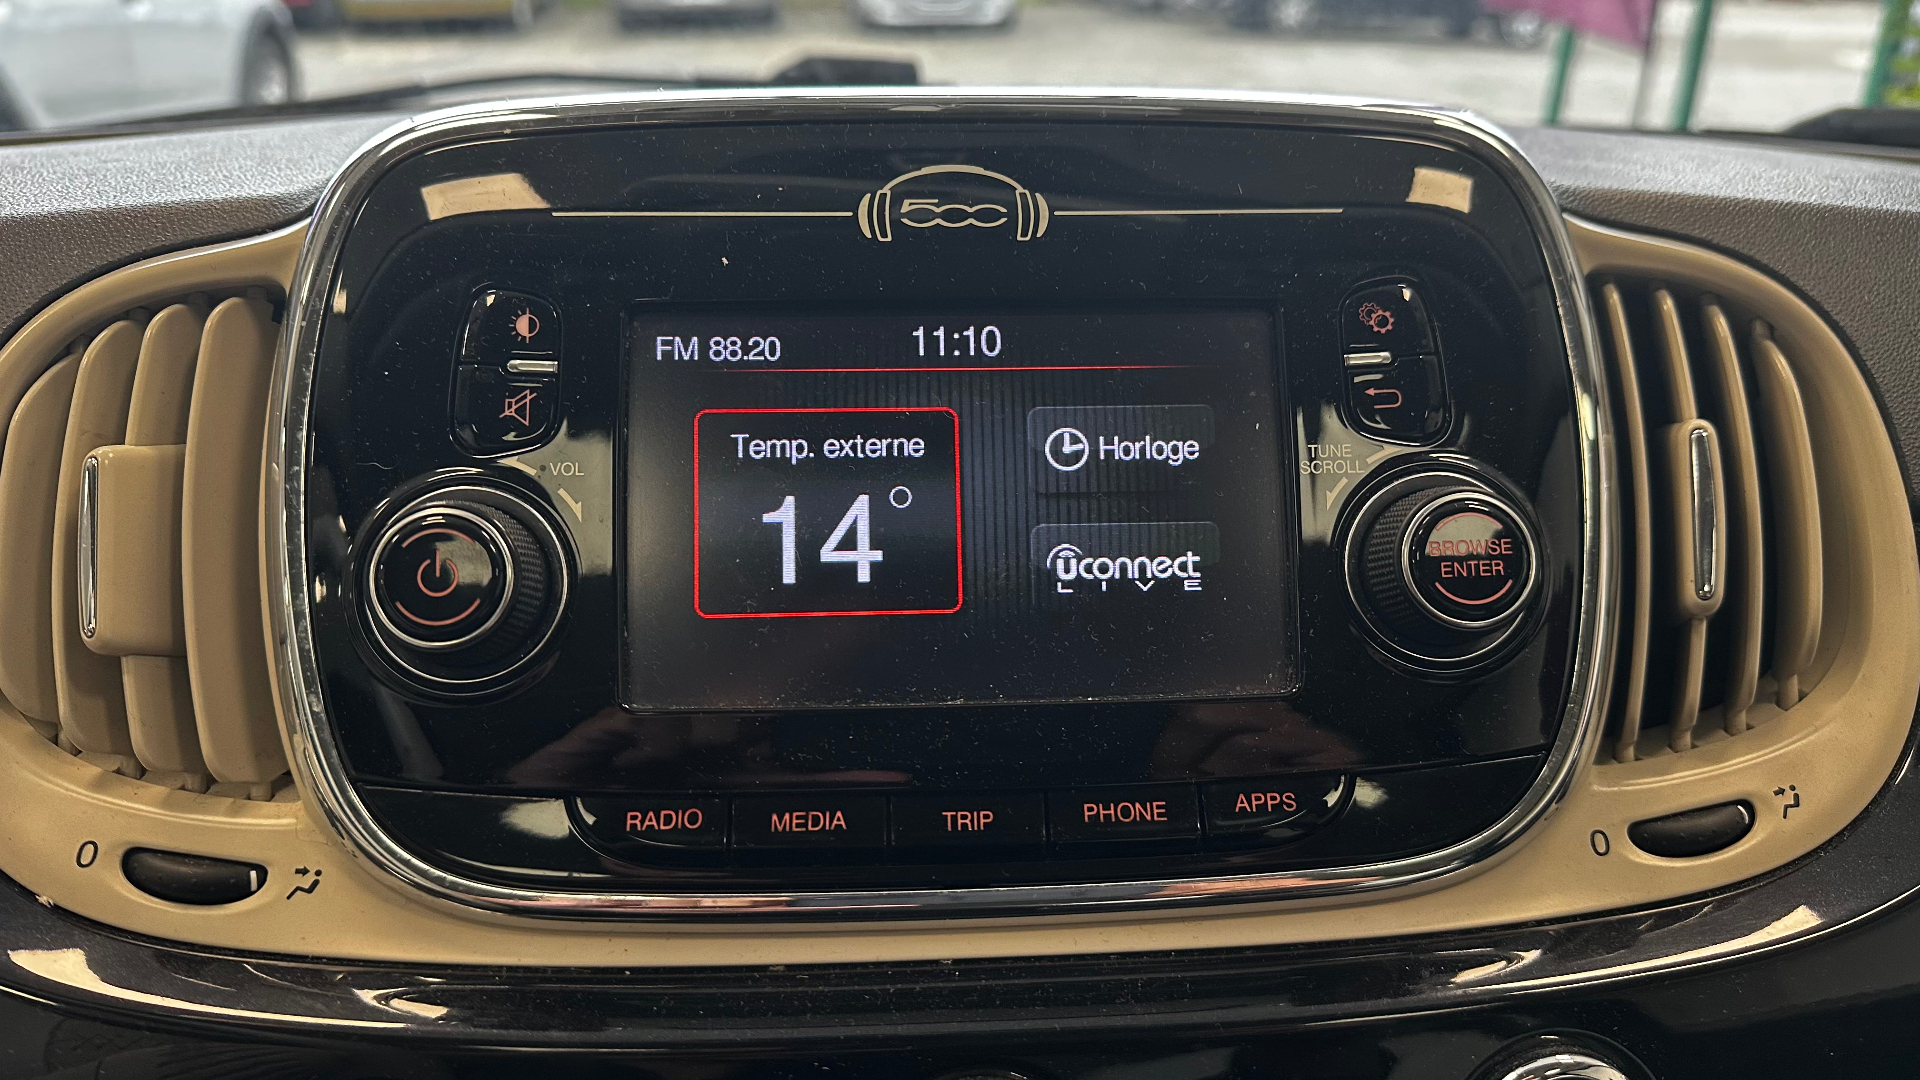 500
FM 88.20
11:10
Temp. externe
14°
Horloge
uconnect
LIVE
VOL
TUNE
SCROLL
BROWSE
ENTER
RADIO
MEDIA
TRIP
PHONE
APPS
0
0